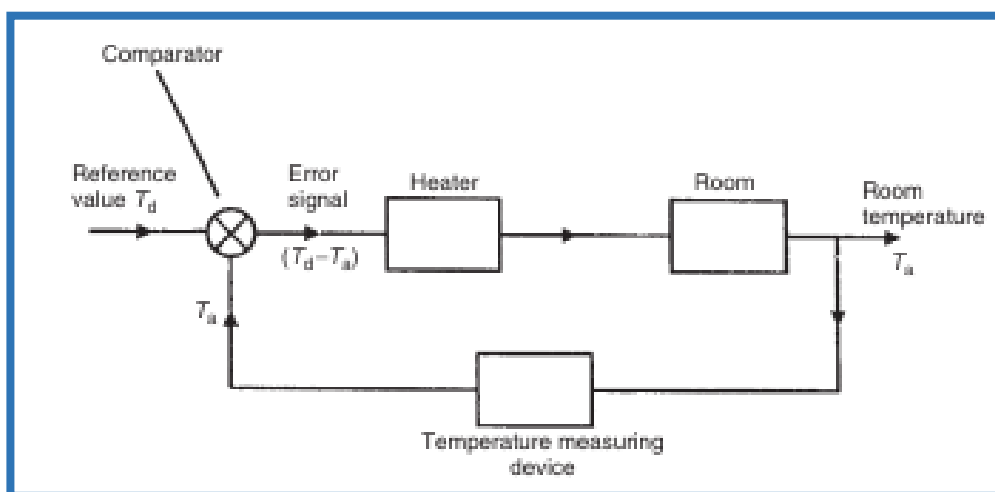 Comparator
Reference
value Td
Error
signal
(Td–Ta)
Heater
Room
Room
temperature
Ta
Ta
Temperature measuring
device